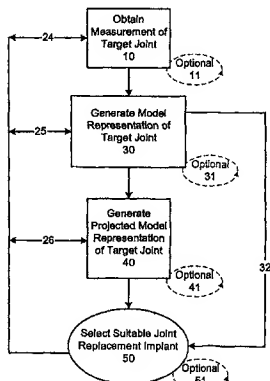 Obtain
Measurement of
Target Joint
10
24
Optional
11
Generate Model
Representation of
Target Joint
30
25
Optional
31
Generate
Projected Model
Representation
of Target Joint
40
26
32
Optional
41
Select Suitable Joint
Replacement Implant
50
Optional
51